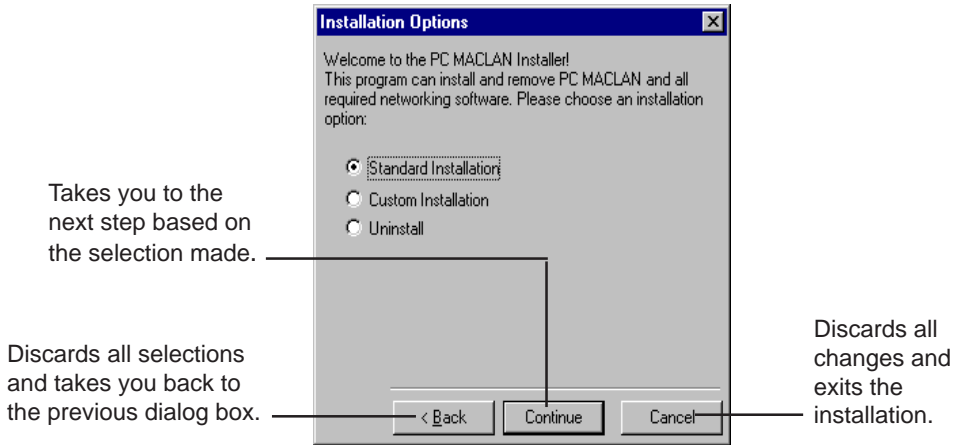 Installation Options
Welcome to the PC MACLAN Installer!
This program can install and remove PC MACLAN and all
required networking software. Please choose an installation
option:
Standard Installation
Custom Installation
Uninstall
Takes you to the
next step based on
the selection made.
Discards all selections
and takes you back to
the previous dialog box.
< Back
Continue
Cancel
Discards all
changes and
exits the
installation.